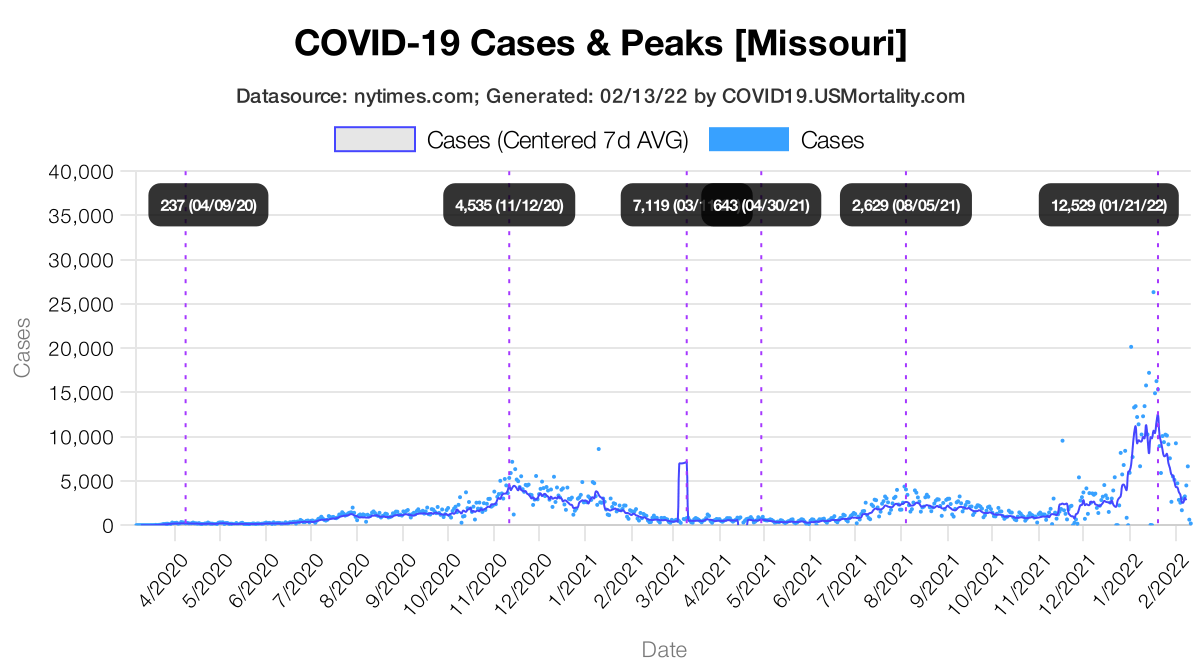 COVID-19 Cases & Peaks [Missouri]
Datasource: nytimes.com; Generated: 02/13/22 by COVID19.USMortality.com
Cases (Centered 7d AVG) Cases
40,000
35,000
30,000
25,000
20,000
15,000
10,000
5,000
0
Cases
237 (04/09/20) 4,535 (11/12/20) 7,119 (03/1 643 (04/30/21) 2,629 (08/05/21) 12,529 (01/21/22)
4/2020 5/2020 6/2020 7/2020 8/2020 9/2020 10/2020 11/2020 12/2020 1/2021 2/2021 3/2021 4/2021 5/2021 6/2021 7/2021 8/2021 9/2021 10/2021 11/2021 12/2021 1/2022 2/2022
Date